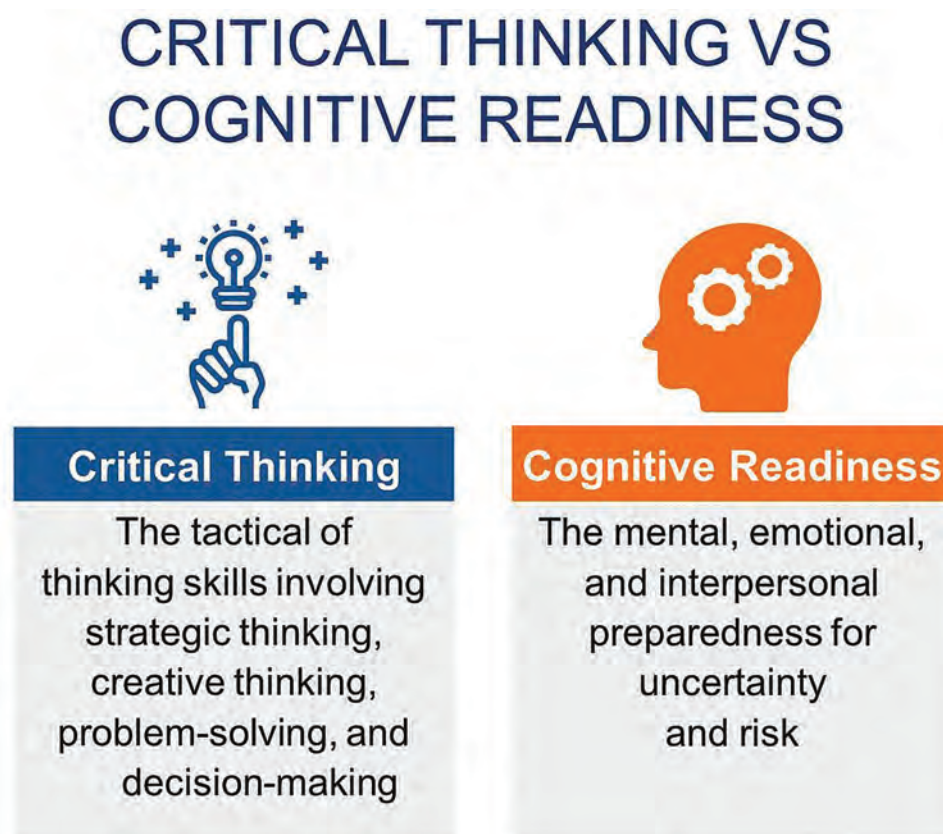 CRITICAL THINKING VS
COGNITIVE READINESS
Critical Thinking
The tactical of
thinking skills involving
strategic thinking,
creative thinking,
problem-solving, and
decision-making
Cognitive Readiness
The mental, emotional,
and interpersonal
preparedness for
uncertainty
and risk